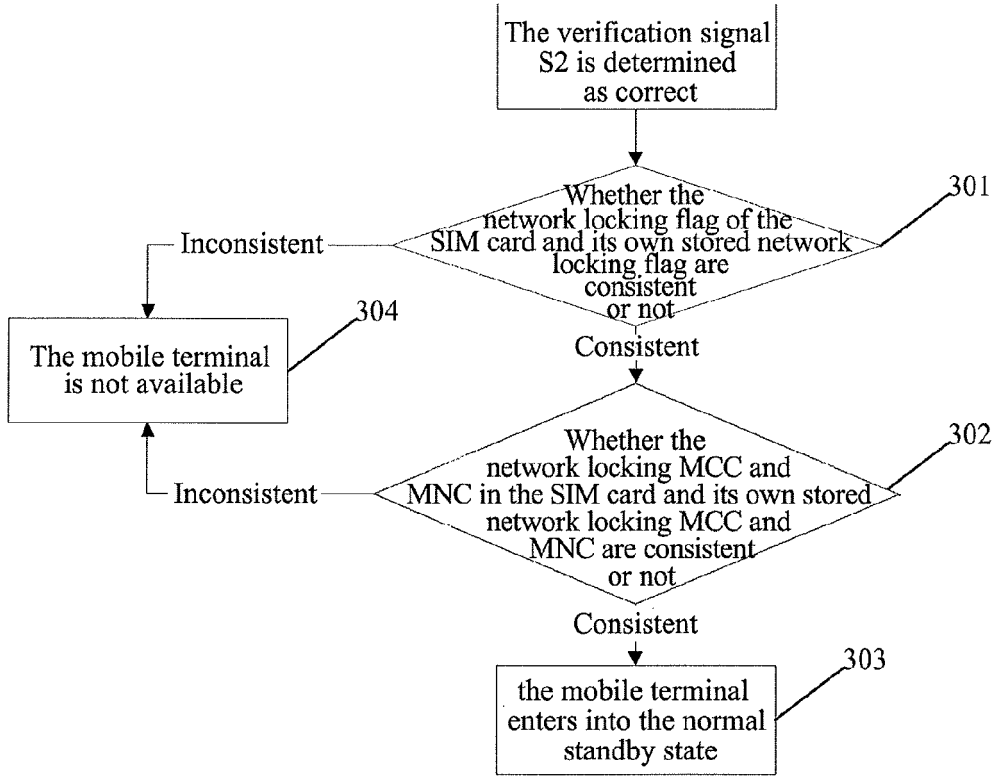 The verification signal
S2 is determined
as correct
Whether the
network locking flag of the
SIM card and its own stored network
locking flag are
consistent
or not
301
Inconsistent
304
The mobile terminal
is not available
Consistent
Whether the
network locking MCC and
MNC in the SIM card and its own stored
network locking MCC and
MNC are consistent
or not
302
Inconsistent
Consistent
303
the mobile terminal
enters into the normal
standby state